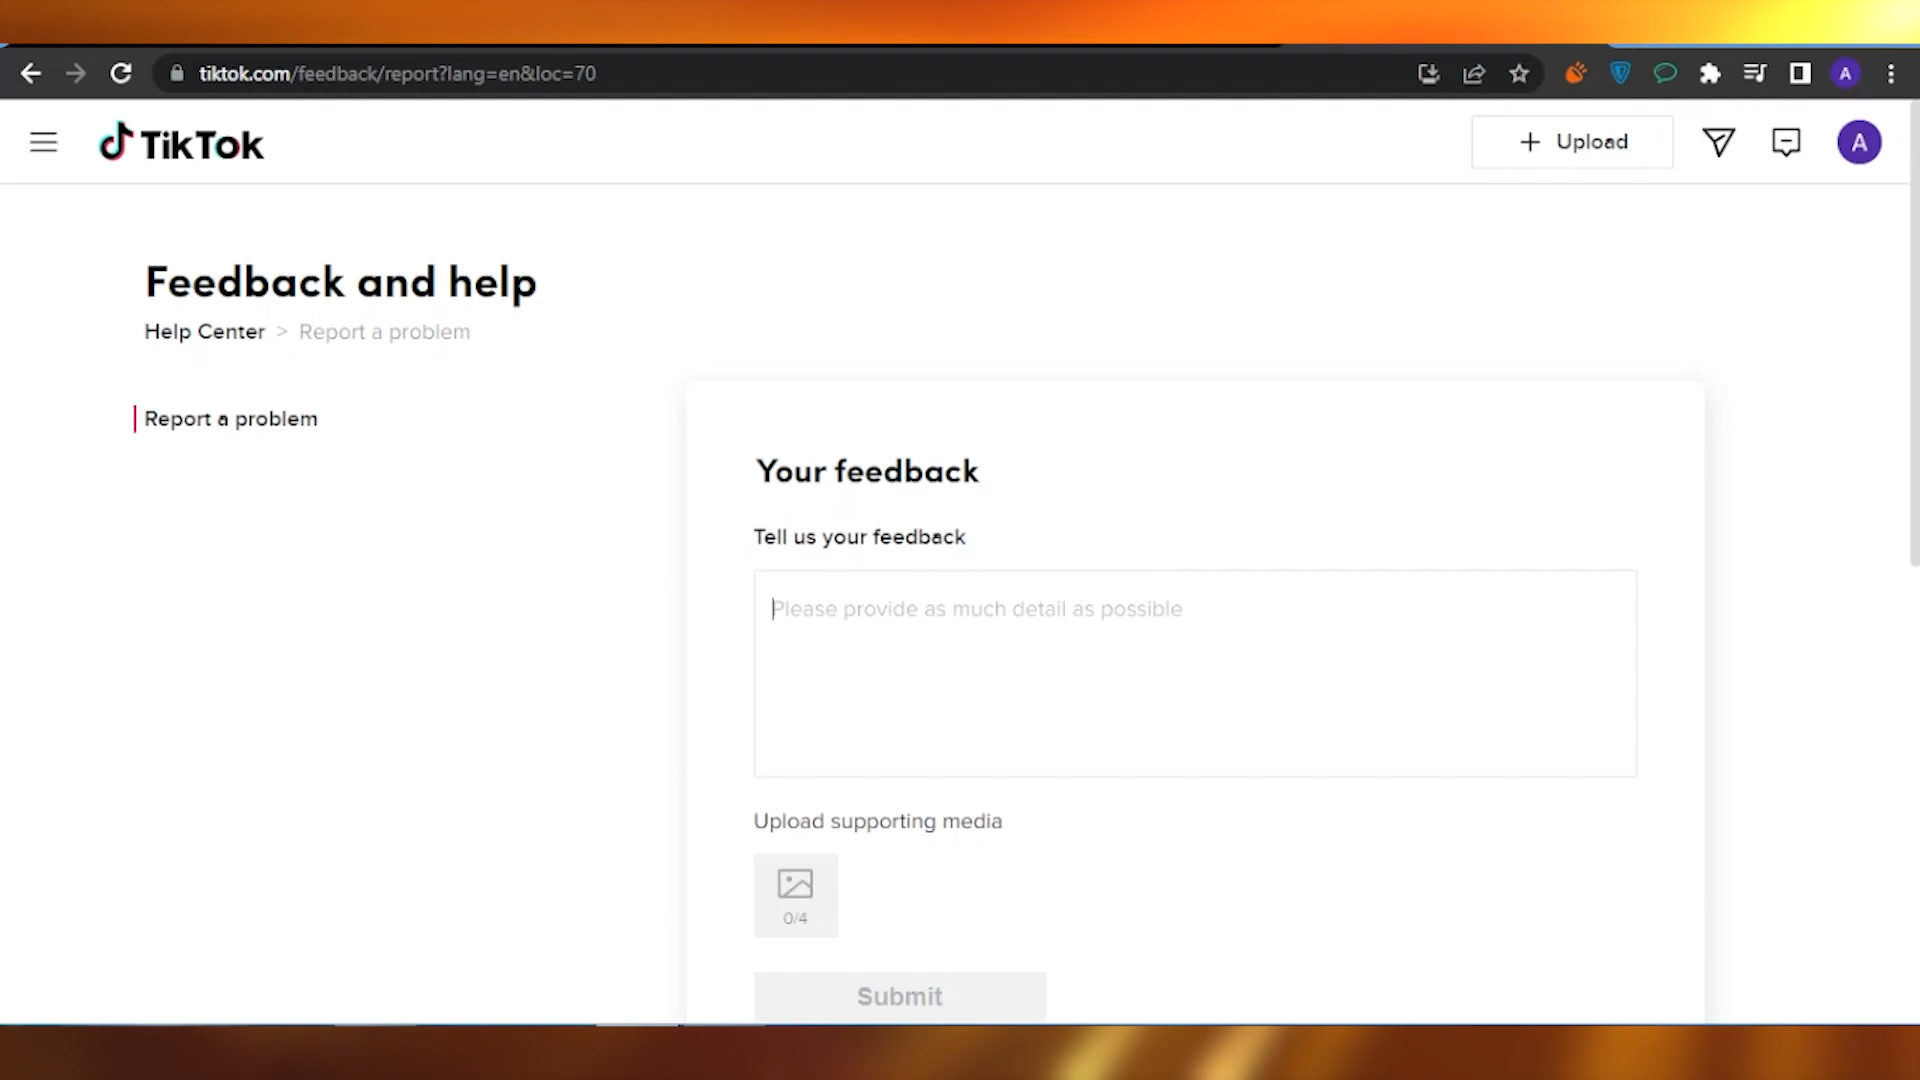 tiktok.com/feedback/report?lang=en&loc=70
A
TikTok
+ Upload
A
Feedback and help
Help Center > Report a problem
Report a problem
Your feedback
Tell us your feedback
Please provide as much detail as possible
Upload supporting media
0/4
Submit